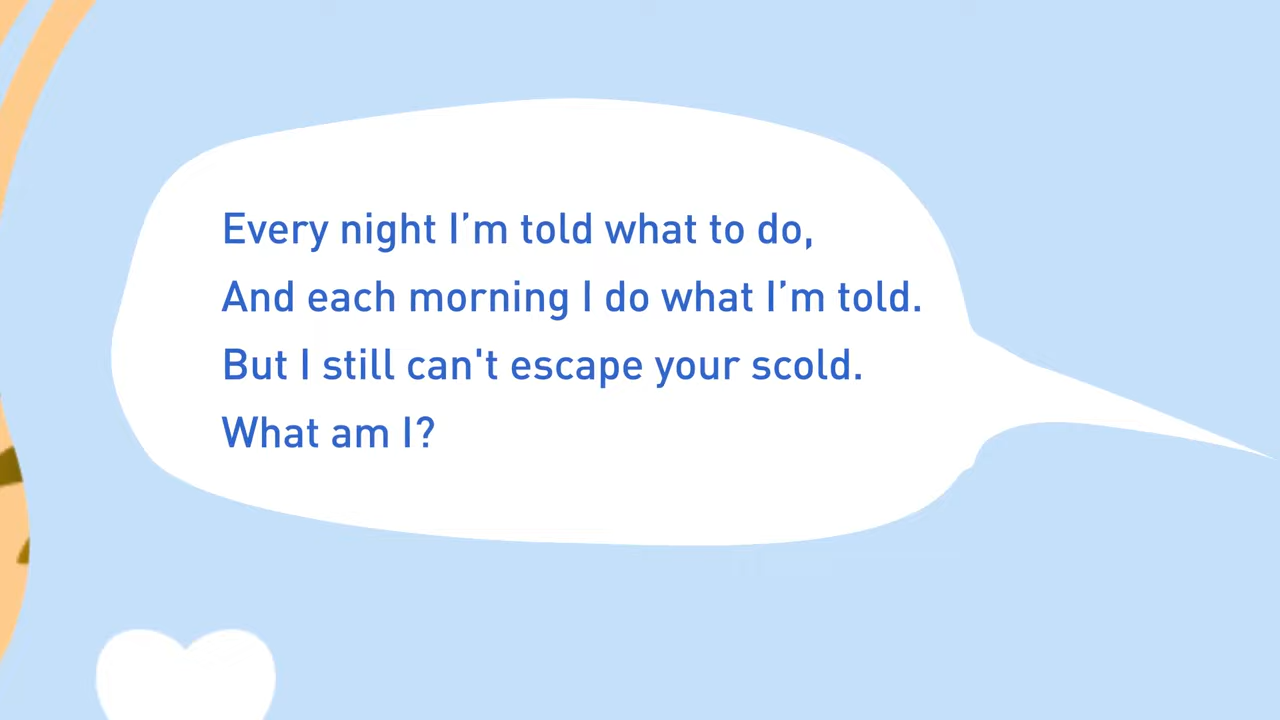 Every night I’m told what to do,
And each morning I do what I’m told.
But I still can't escape your scold.
What am I?